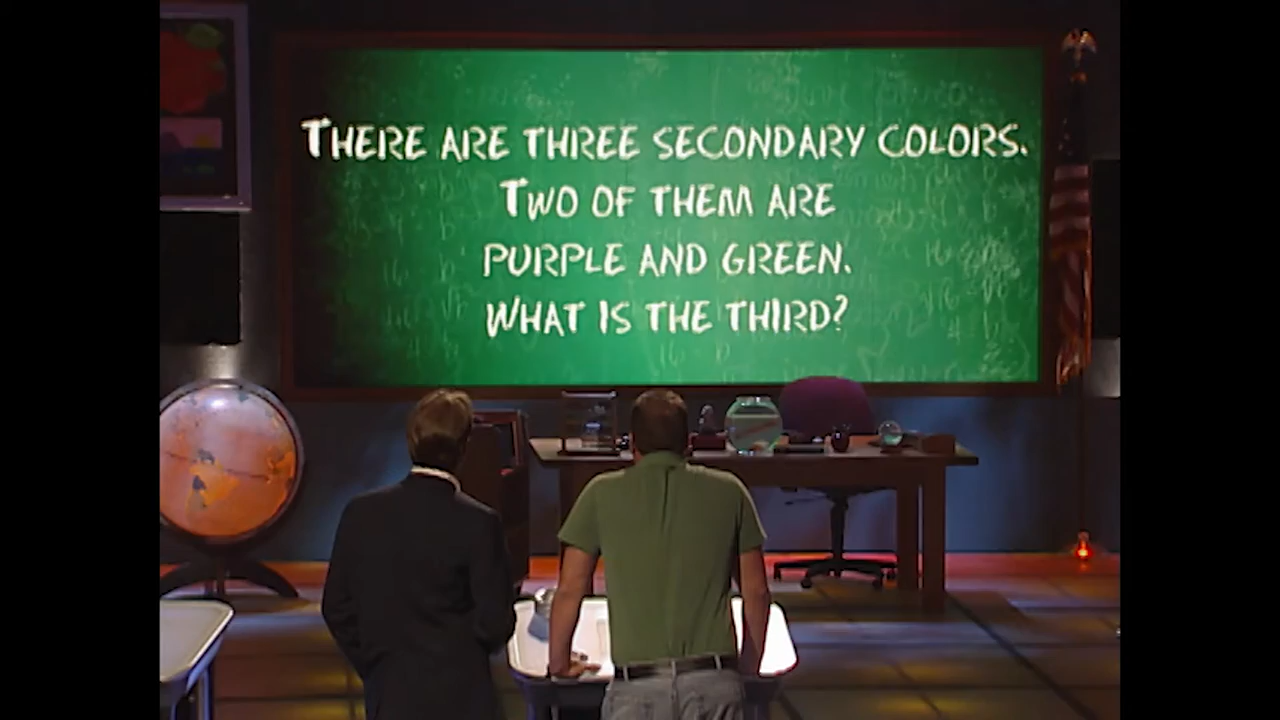 THERE ARE THREE SECONDARY COLORS.
TWO OF THEM ARE
PURPLE AND GREEN.
WHAT IS THE THIRD?